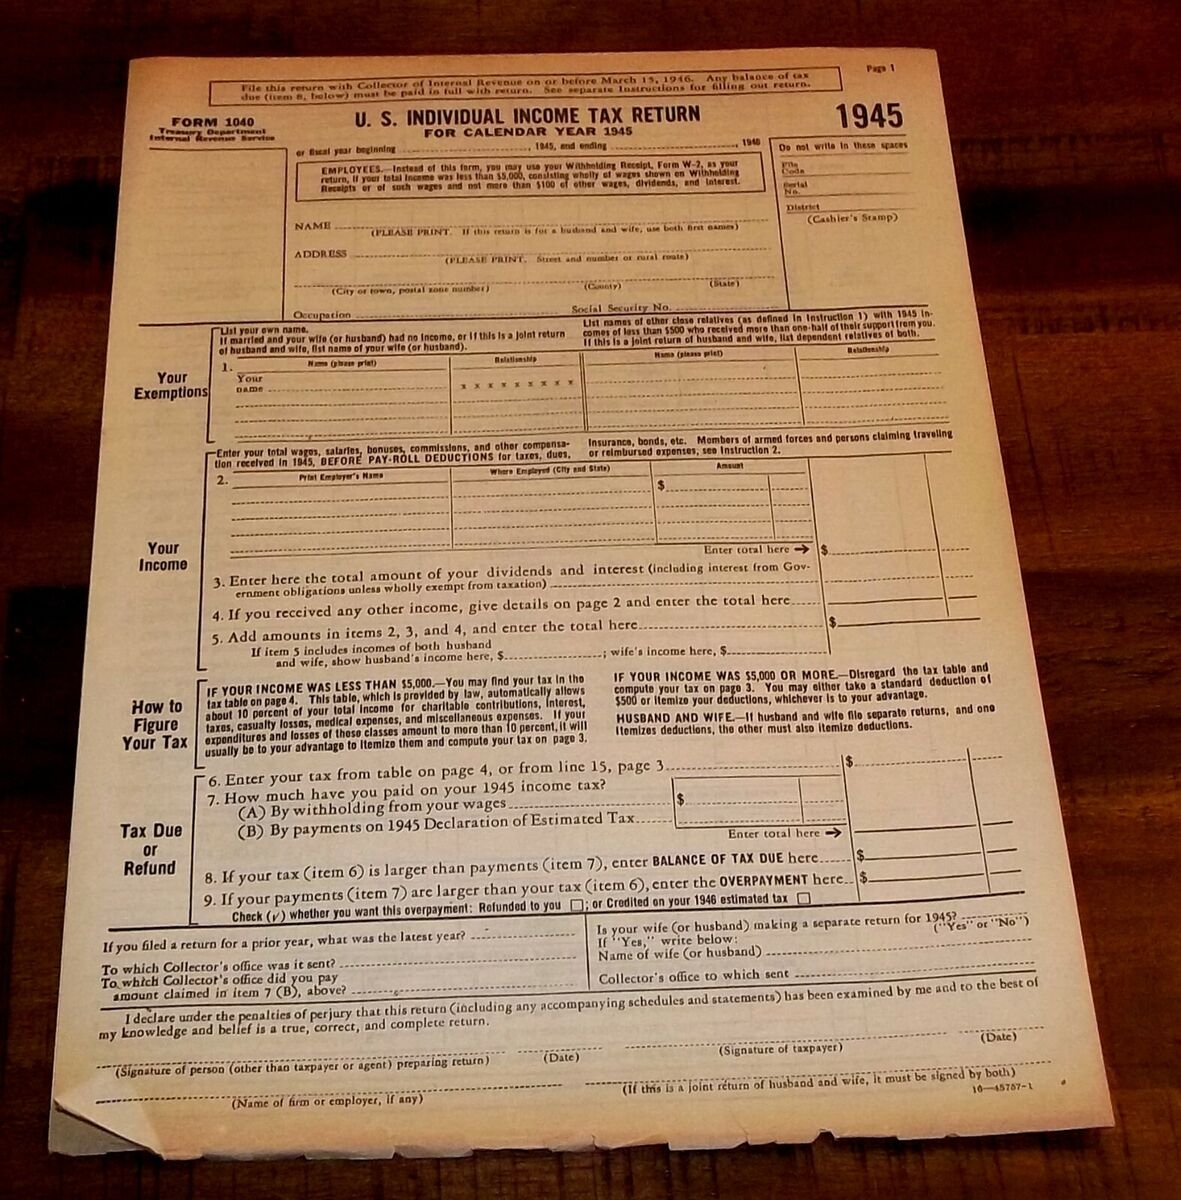 Page 1
File this return with Collector of Internal Revenue on or before March 15, 1946. Any balance of tax
due (item 8, below) must be paid in full with return. See separate Instructions for filling out return.
FORM 1040
Treasury Department
Internal Revenue Service
U. S. INDIVIDUAL INCOME TAX RETURN
FOR CALENDAR YEAR 1945
1945
or fiscal year beginning , 1945, and ending , 1946
Do not write in these spaces
EMPLOYEES.—Instead of this form, you may use your Withholding Receipt, Form W-2, as your
return, if your total income was less than $5,000, consisting wholly of wages shown on Withholding
Receipts or of such wages and not more than $100 of other wages, dividends, and interest.
File
Code
Serial
No.
District
(Cashier's Stamp)
NAME
(PLEASE PRINT. If this return is for a husband and wife, use both first names)
ADDRESS
(PLEASE PRINT. Street and number or rural route)
(City or town, postal zone number) (County) (State)
Occupation Social Security No.
Your
Exemptions
List your own name.
If married and your wife (or husband) had no income, or if this is a joint return
of husband and wife, list name of your wife (or husband).
List names of other close relatives (as defined in Instruction 1) with 1945 in-
comes of less than $500 who received more than one-half of their support from you.
If this is a joint return of husband and wife, list dependent relatives of both.
1. Name (please print) Relationship Name (please print) Relationship
Your
name x x x x x x x x x
Your
Income
Enter your total wages, salaries, bonuses, commissions, and other compensa-
tion received in 1945, BEFORE PAY-ROLL DEDUCTIONS for taxes, dues,
insurance, bonds, etc. Members of armed forces and persons claiming traveling
or reimbursed expenses, see Instruction 2.
2. Print Employer's Name Where Employed (City and State) Amount
$
Enter total here → $
3. Enter here the total amount of your dividends and interest (including interest from Gov-
ernment obligations unless wholly exempt from taxation)
4. If you received any other income, give details on page 2 and enter the total here
5. Add amounts in items 2, 3, and 4, and enter the total here $
If item 5 includes incomes of both husband
and wife, show husband's income here, $ ; wife's income here, $
How to
Figure
Your Tax
IF YOUR INCOME WAS LESS THAN $5,000.—You may find your tax in the
tax table on page 4. This table, which is provided by law, automatically allows
about 10 percent of your total income for charitable contributions, interest,
taxes, casualty losses, medical expenses, and miscellaneous expenses. If your
expenditures and losses of these classes amount to more than 10 percent, it will
usually be to your advantage to itemize them and compute your tax on page 3.
IF YOUR INCOME WAS $5,000 OR MORE.—Disregard the tax table and
compute your tax on page 3. You may either take a standard deduction of
$500 or itemize your deductions, whichever is to your advantage.
HUSBAND AND WIFE.—If husband and wife file separate returns, and one
itemizes deductions, the other must also itemize deductions.
Tax Due
or
Refund
6. Enter your tax from table on page 4, or from line 15, page 3 $
7. How much have you paid on your 1945 income tax?
(A) By withholding from your wages $
(B) By payments on 1945 Declaration of Estimated Tax
Enter total here →
8. If your tax (item 6) is larger than payments (item 7), enter BALANCE OF TAX DUE here $
9. If your payments (item 7) are larger than your tax (item 6), enter the OVERPAYMENT here $
Check (✓) whether you want this overpayment: Refunded to you ☐; or Credited on your 1946 estimated tax ☐
If you filed a return for a prior year, what was the latest year?
To which Collector's office was it sent?
To which Collector's office did you pay
amount claimed in item 7 (B), above?
Is your wife (or husband) making a separate return for 1945?
("Yes" or "No")
If "Yes," write below:
Name of wife (or husband)
Collector's office to which sent
I declare under the penalties of perjury that this return (including any accompanying schedules and statements) has been examined by me and to the best of
my knowledge and belief is a true, correct, and complete return.
(Signature of person (other than taxpayer or agent) preparing return) (Date) (Signature of taxpayer) (Date)
(Name of firm or employer, if any) (If this is a joint return of husband and wife, it must be signed by both)
16—45787-1